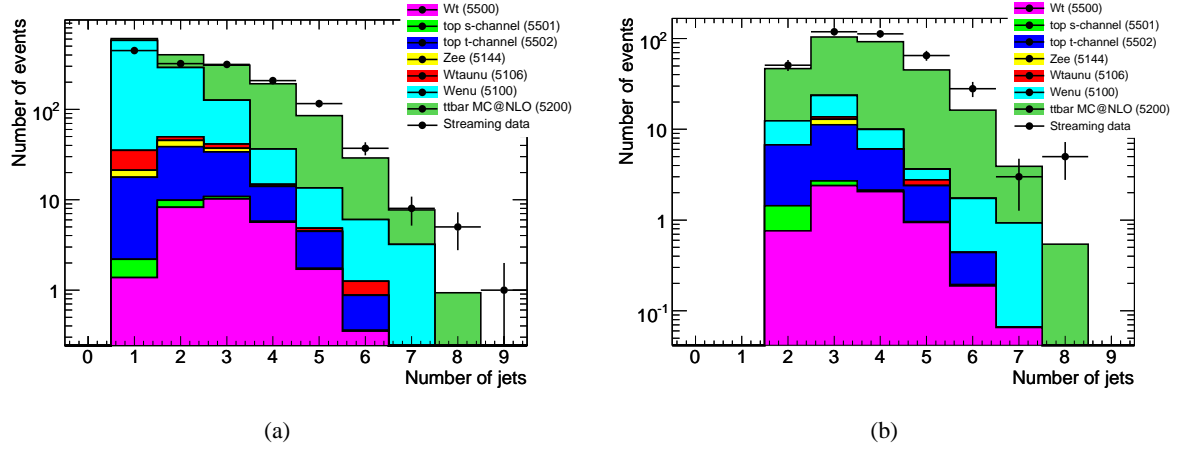 Number of events
10²
10
1
0 1 2 3 4 5 6 7 8 9
Number of jets
Wt (5500)
top s-channel (5501)
top t-channel (5502)
Zee (5144)
Wtaunu (5106)
Wenu (5100)
ttbar MC@NLO (5200)
Streaming data
(a)
Number of events
10²
10
1
10⁻¹
0 1 2 3 4 5 6 7 8 9
Number of jets
Wt (5500)
top s-channel (5501)
top t-channel (5502)
Zee (5144)
Wtaunu (5106)
Wenu (5100)
ttbar MC@NLO (5200)
Streaming data
(b)